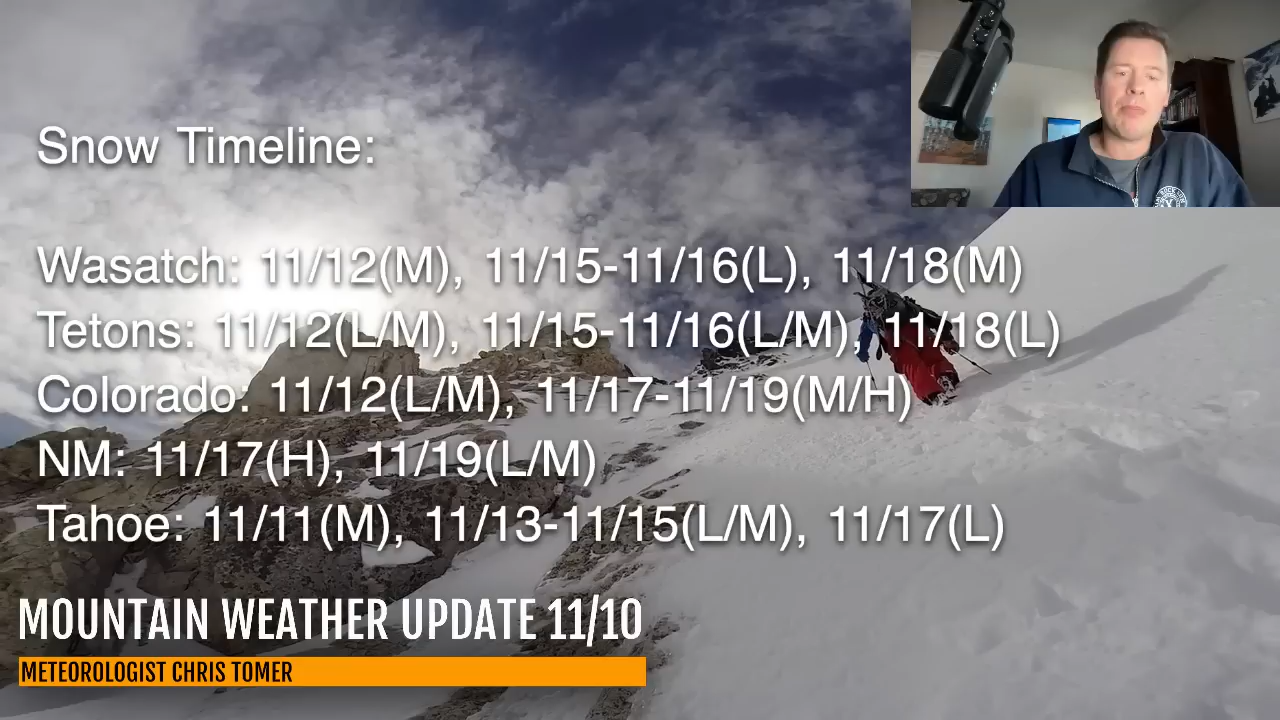 Snow Timeline:
Wasatch: 11/12(M), 11/15-11/16(L), 11/18(M)
Tetons: 11/12(L/M), 11/15-11/16(L/M), 11/18(L)
Colorado: 11/12(L/M), 11/17-11/19(M/H)
NM: 11/17(H), 11/19(L/M)
Tahoe: 11/11(M), 11/13-11/15(L/M), 11/17(L)
MOUNTAIN WEATHER UPDATE 11/10
METEOROLOGIST CHRIS TOMER